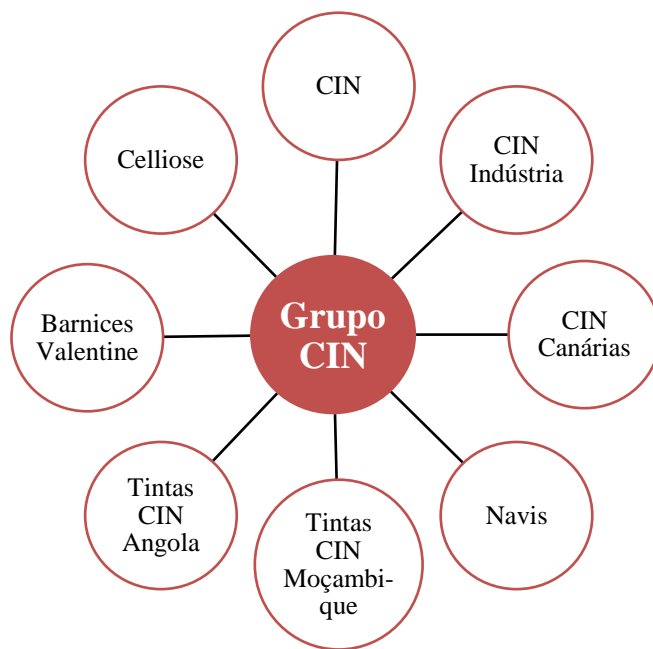 CIN
CIN
Indústria
CIN
Canárias
Navis
Tintas
CIN
Moçambi-
que
Tintas
CIN
Angola
Barnices
Valentine
Celliose
Grupo
CIN